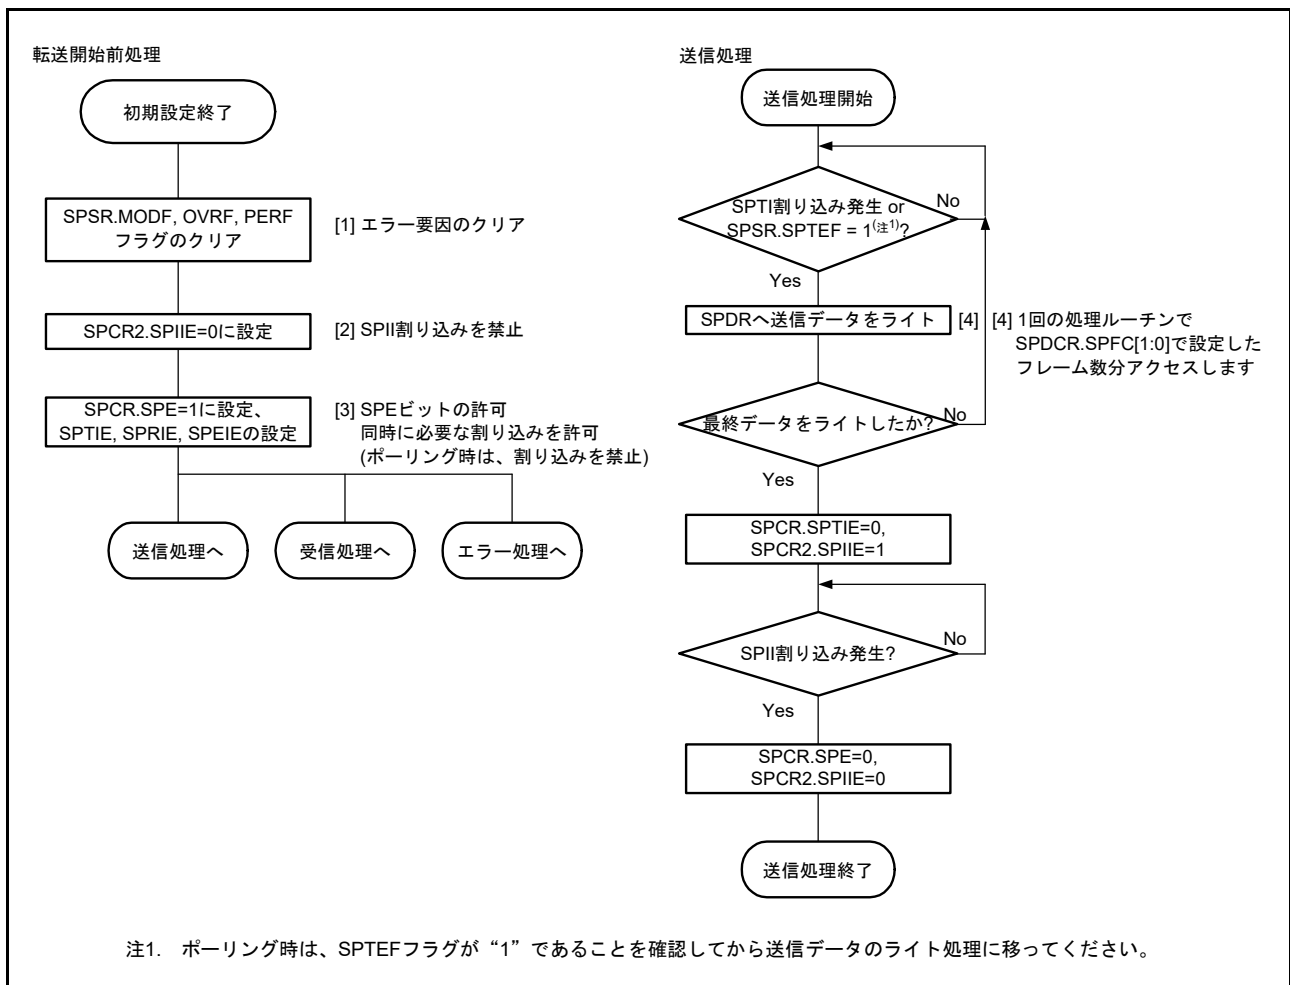 転送開始前処理
初期設定終了
SPSR.MODF, OVRF, PERF
フラグのクリア
[1] エラー要因のクリア
SPCR2.SPIIE=0に設定
[2] SPII割り込みを禁止
SPCR.SPE=1に設定、
SPTIE, SPRIE, SPEIEの設定
[3] SPEビットの許可
同時に必要な割り込みを許可
(ポーリング時は、割り込みを禁止)
送信処理へ
受信処理へ
エラー処理へ
送信処理
送信処理開始
SPTI割り込み発生 or
SPSR.SPTEF = 1(注1)?
No
Yes
SPDRへ送信データをライト
[4]
[4] 1回の処理ルーチンで
SPDCR.SPFC[1:0]で設定した
フレーム数分アクセスします
最終データをライトしたか?
No
Yes
SPCR.SPTIE=0,
SPCR2.SPIIE=1
SPII割り込み発生?
No
Yes
SPCR.SPE=0,
SPCR2.SPIIE=0
送信処理終了
注1. ポーリング時は、SPTEFフラグが“1”であることを確認してから送信データのライト処理に移ってください。